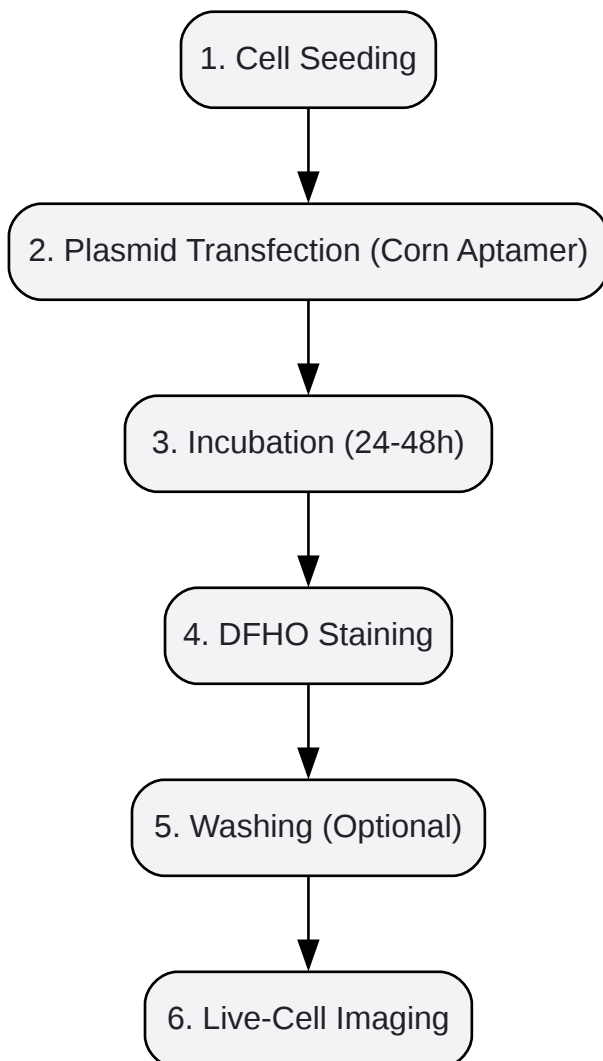 1. Cell Seeding
2. Plasmid Transfection (Corn Aptamer)
3. Incubation (24-48h)
4. DFHO Staining
5. Washing (Optional)
6. Live-Cell Imaging